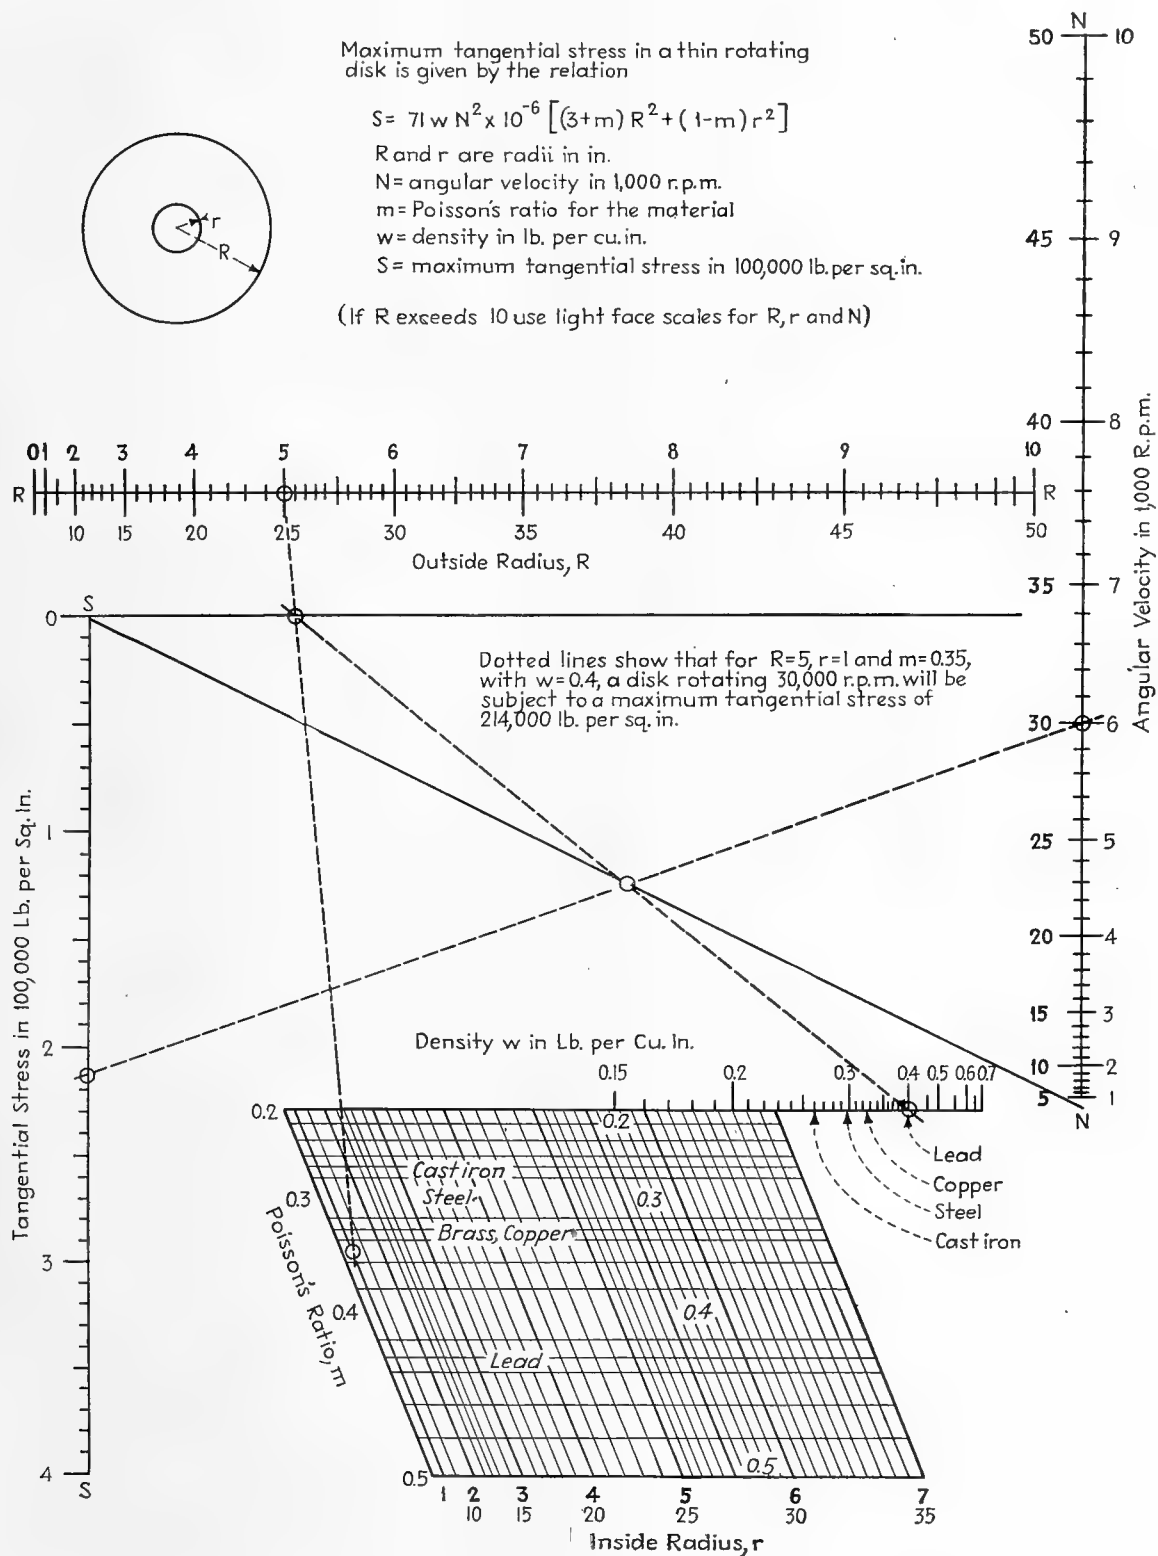 Maximum tangential stress in a thin rotating
disk is given by the relation
S= 71 w N² x 10⁻⁶ [(3+m) R² + (1-m) r²]
R and r are radii in in.
N= angular velocity in 1,000 r.p.m.
m= Poisson's ratio for the material
w= density in lb. per cu.in.
S= maximum tangential stress in 100,000 lb. per sq.in.
(If R exceeds 10 use light face scales for R, r and N)
r
R
N
50 10
45 9
40 8
35 7
30 6
25 5
20 4
15 3
10 2
5 1
N
Angular Velocity in 1,000 R.p.m.
0 1 2 3 4 5 6 7 8 9 10
R R
10 15 20 25 30 35 40 45 50
Outside Radius, R
S
0
1
2
3
4
S
Tangential Stress in 100,000 Lb. per Sq. In.
Dotted lines show that for R=5, r=1 and m=0.35,
with w=0.4, a disk rotating 30,000 r.p.m. will be
subject to a maximum tangential stress of
214,000 lb. per sq. in.
Density w in Lb. per Cu. In.
0.15 0.2 0.3 0.4 0.5 0.6 0.7
Lead
Copper
Steel
Cast iron
0.2
0.3
0.4
0.5
Poisson's Ratio, m
0.2
Cast iron
Steel
0.3
Brass, Copper
0.4
Lead
0.5
1 2 3 4 5 6 7
10 15 20 25 30 35
Inside Radius, r